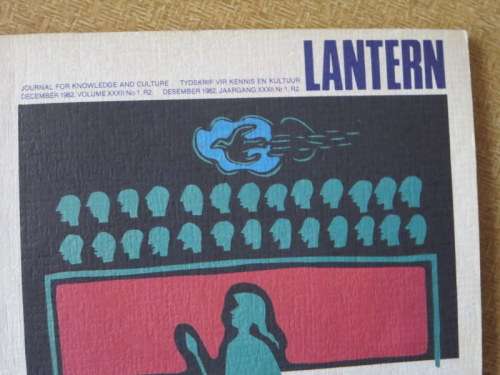 LANTERN
JOURNAL FOR KNOWLEDGE AND CULTURE TYDSKRIF VIR KENNIS EN KULTUUR
DECEMBER 1982, VOLUME XXXII No 1, R2. DESEMBER 1982, JAARGANG XXXII Nr 1, R2.